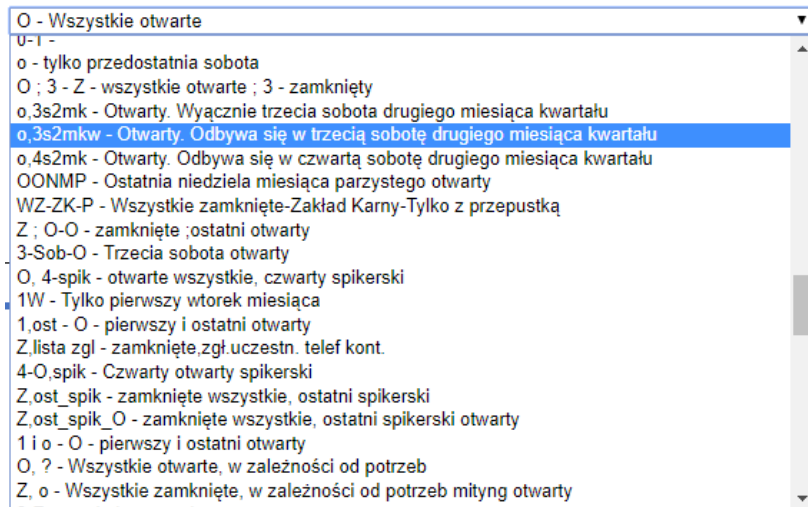 O - Wszystkie otwarte
0-1 -
o - tylko przedostatnia sobota
O ; 3 - Z - wszystkie otwarte ; 3 - zamknięty
o,3s2mk - Otwarty. Wyącznie trzecia sobota drugiego miesiąca kwartału
o,3s2mkw - Otwarty. Odbywa się w trzecią sobotę drugiego miesiąca kwartału
o,4s2mk - Otwarty. Odbywa się w czwartą sobotę drugiego miesiąca kwartału
OONMP - Ostatnia niedziela miesiąca parzystego otwarty
WZ-ZK-P - Wszystkie zamknięte-Zakład Karny-Tylko z przepustką
Z ; O-O - zamknięte ;ostatni otwarty
3-Sob-O - Trzecia sobota otwarty
O, 4-spik - otwarte wszystkie, czwarty spikerski
1W - Tylko pierwszy wtorek miesiąca
1,ost - O - pierwszy i ostatni otwarty
Z,lista zgl - zamknięte,zgł.uczestn. telef kont.
4-O,spik - Czwarty otwarty spikerski
Z,ost_spik - zamknięte wszystkie, ostatni spikerski
Z,ost_spik_O - zamknięte wszystkie, ostatni spikerski otwarty
1 i o - O - pierwszy i ostatni otwarty
O, ? - Wszystkie otwarte, w zależności od potrzeb
Z, o - Wszystkie zamknięte, w zależności od potrzeb mityng otwarty